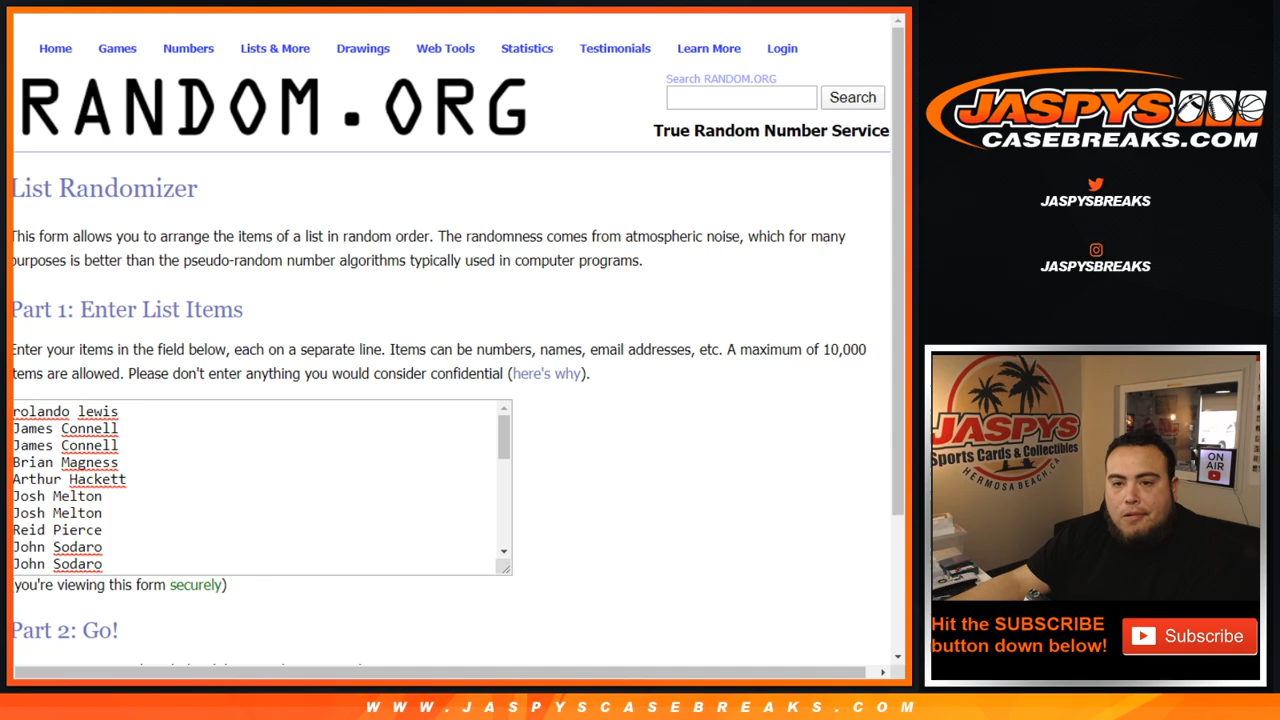 Home Games Numbers Lists & More Drawings Web Tools Statistics Testimonials Learn More Login
RANDOM.ORG
Search RANDOM.ORG
Search
True Random Number Service
List Randomizer
This form allows you to arrange the items of a list in random order. The randomness comes from atmospheric noise, which for many
purposes is better than the pseudo-random number algorithms typically used in computer programs.
Part 1: Enter List Items
Enter your items in the field below, each on a separate line. Items can be numbers, names, email addresses, etc. A maximum of 10,000
items are allowed. Please don't enter anything you would consider confidential (here's why).
rolando lewis
James Connell
James Connell
Brian Magness
Arthur Hackett
Josh Melton
Josh Melton
Reid Pierce
John Sodaro
John Sodaro
(you're viewing this form securely)
Part 2: Go!
JASPYS
CASEBREAKS.COM
JASPYSBREAKS
JASPYSBREAKS
JASPYS
Sports Cards & Collectibles
HERMOSA BEACH, CA
ON
AIR
Hit the SUBSCRIBE
button down below!
Subscribe
WWW.JASPYSCASEBREAKS.COM